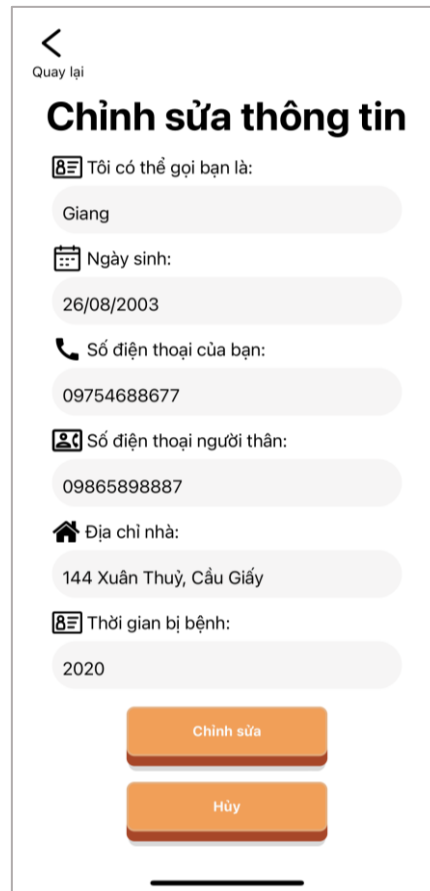 Quay lại
Chỉnh sửa thông tin
Tôi có thể gọi bạn là:
Giang
Ngày sinh:
26/08/2003
Số điện thoại của bạn:
09754688677
Số điện thoại người thân:
09865898887
Địa chỉ nhà:
144 Xuân Thuỷ, Cầu Giấy
Thời gian bị bệnh:
2020
Chỉnh sửa
Hủy